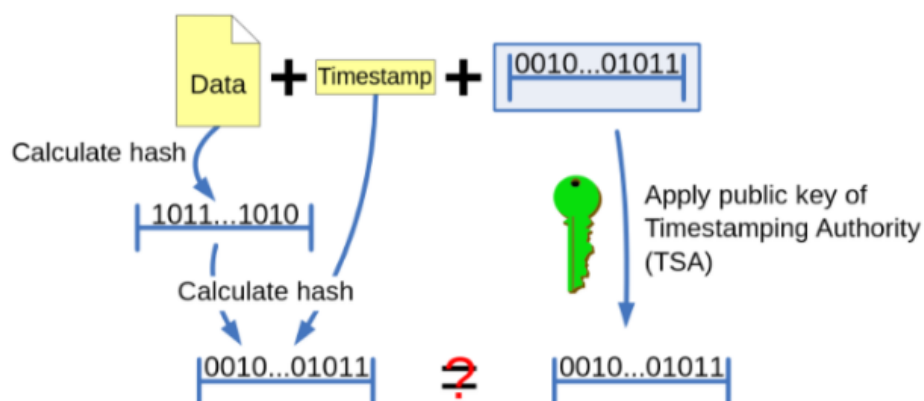 Data + Timestamp + 0010...01011
Calculate hash
1011...1010
Apply public key of
Timestamping Authority
(TSA)
Calculate hash
0010...01011 = ? 0010...01011